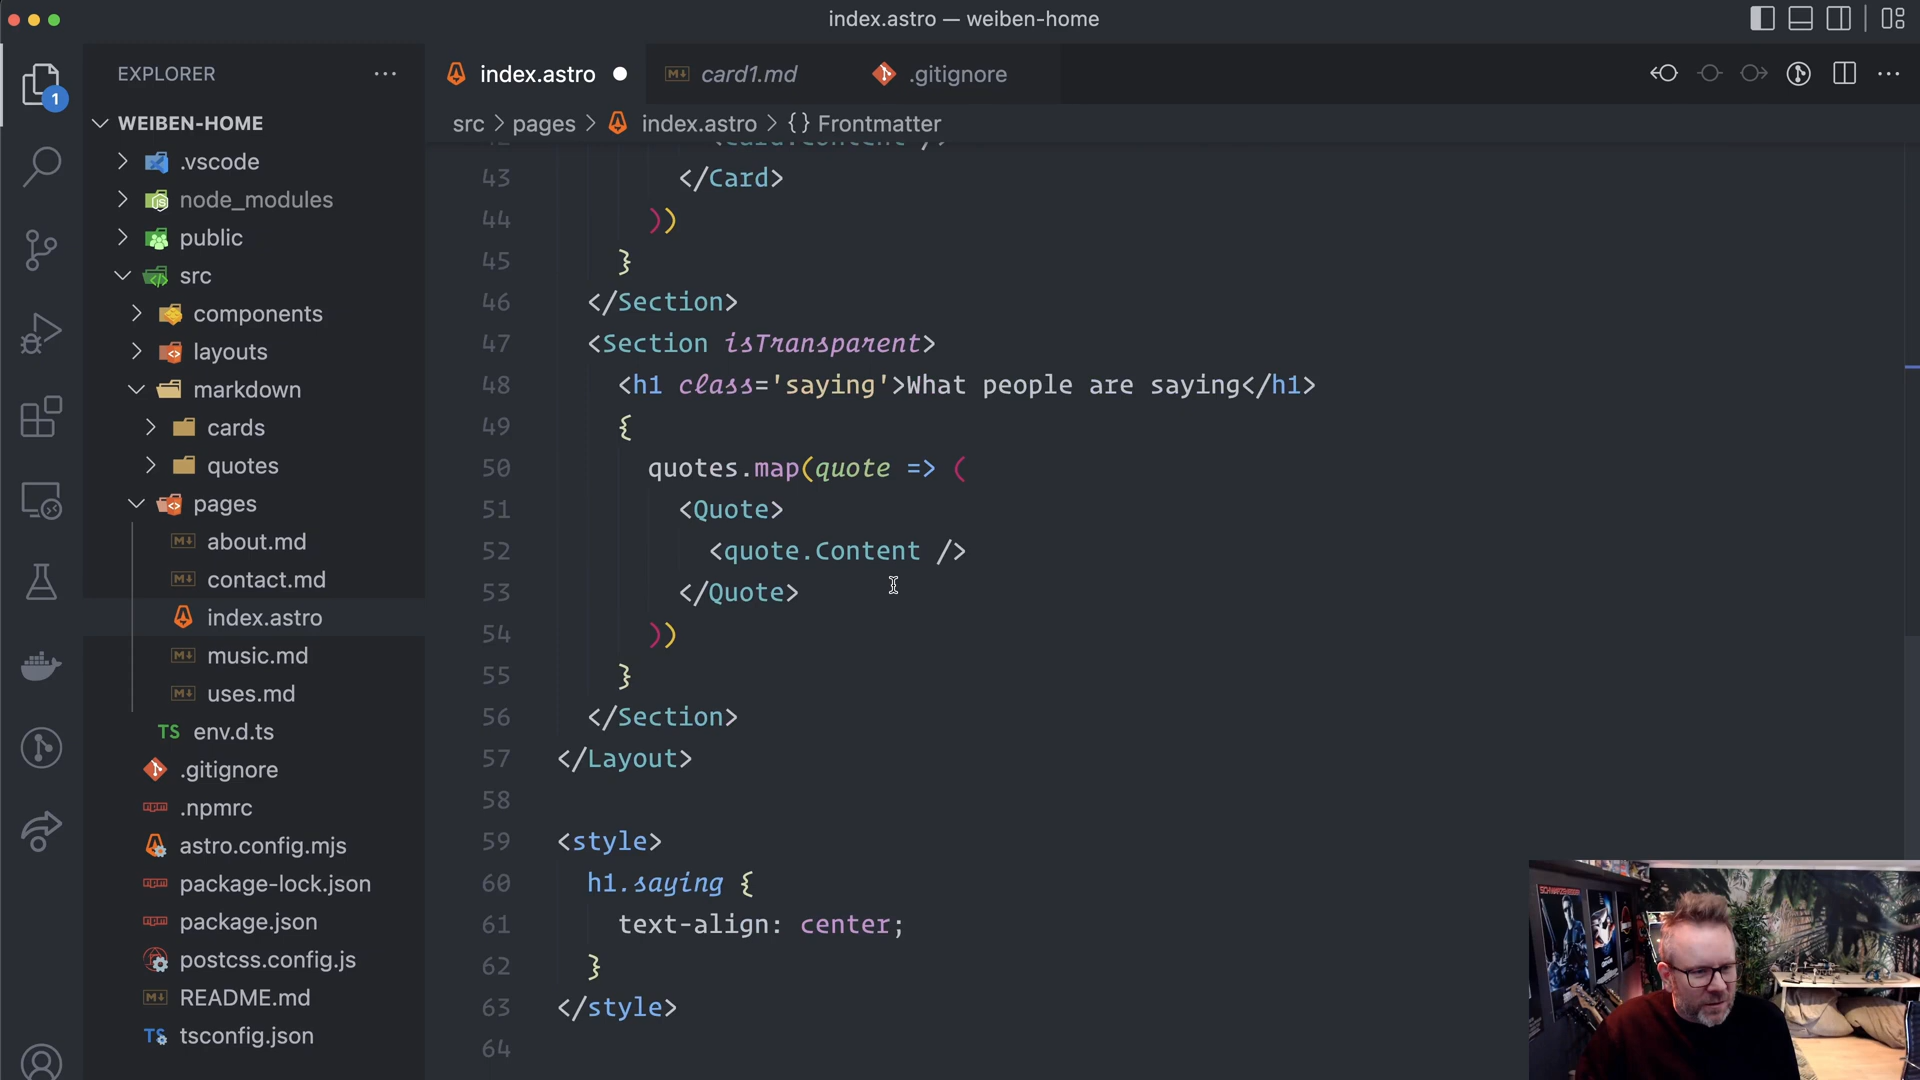 index.astro — weiben-home
EXPLORER
index.astro
card1.md
.gitignore
WEIBEN-HOME
src > pages > index.astro > {} Frontmatter
.vscode
node_modules
public
src
components
layouts
markdown
cards
quotes
pages
about.md
contact.md
index.astro
music.md
uses.md
TS env.d.ts
.gitignore
.npmrc
astro.config.mjs
package-lock.json
package.json
postcss.config.js
README.md
tsconfig.json
1
42 <card.Content />
43 </Card>
44 ))
45 }
46 </Section>
47 <Section isTransparent>
48 <h1 class='saying'>What people are saying</h1>
49 {
50 quotes.map(quote => (
51 <Quote>
52 <quote.Content />
53 </Quote>
54 ))
55 }
56 </Section>
57 </Layout>
58
59 <style>
60 h1.saying {
61 text-align: center;
62 }
63 </style>
64